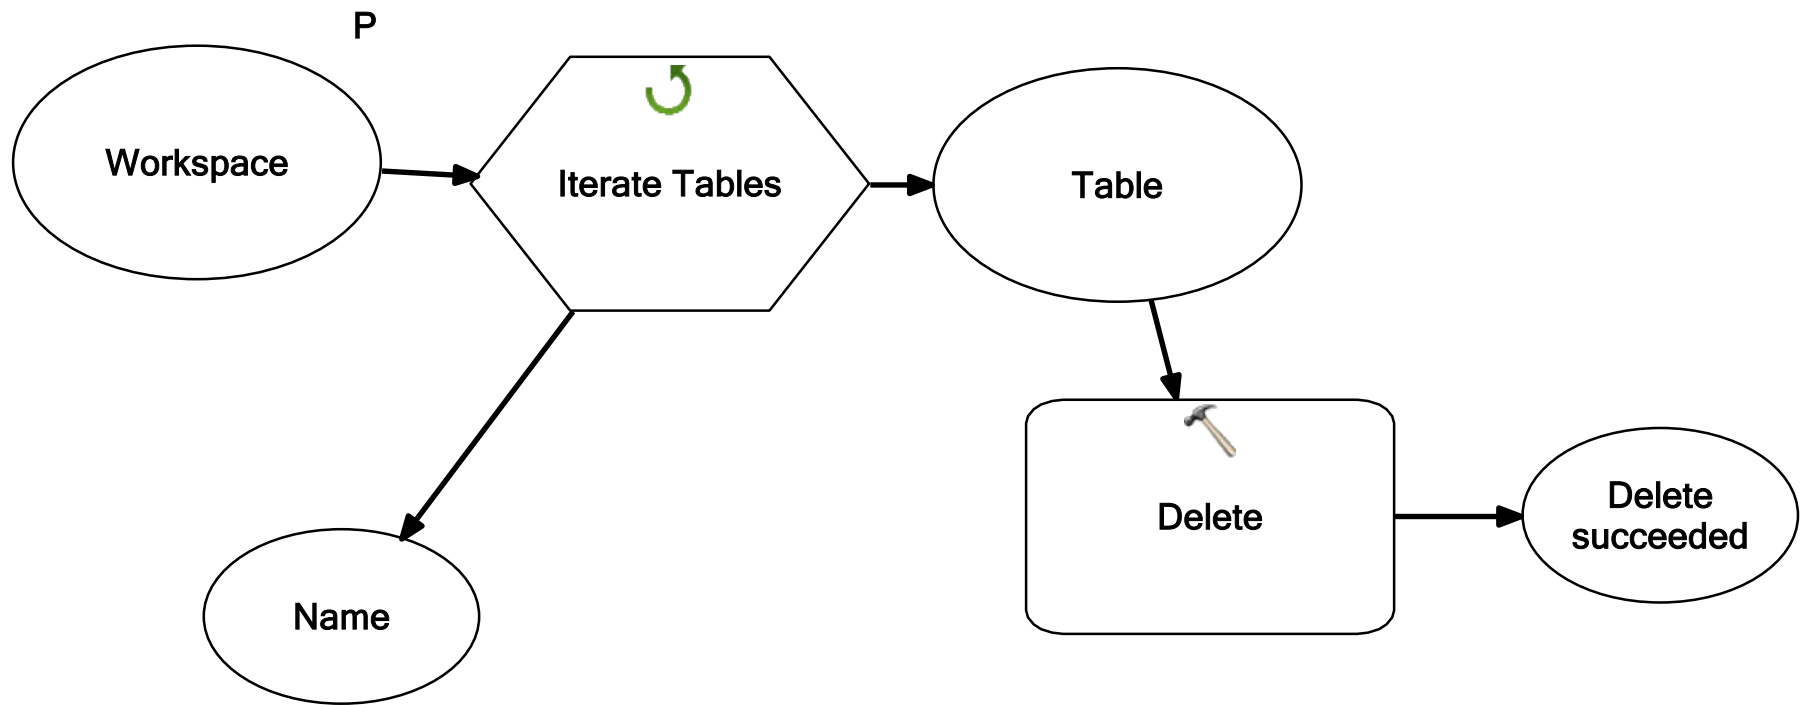 P
Workspace
Iterate Tables
Table
Delete
Delete
succeeded
Name